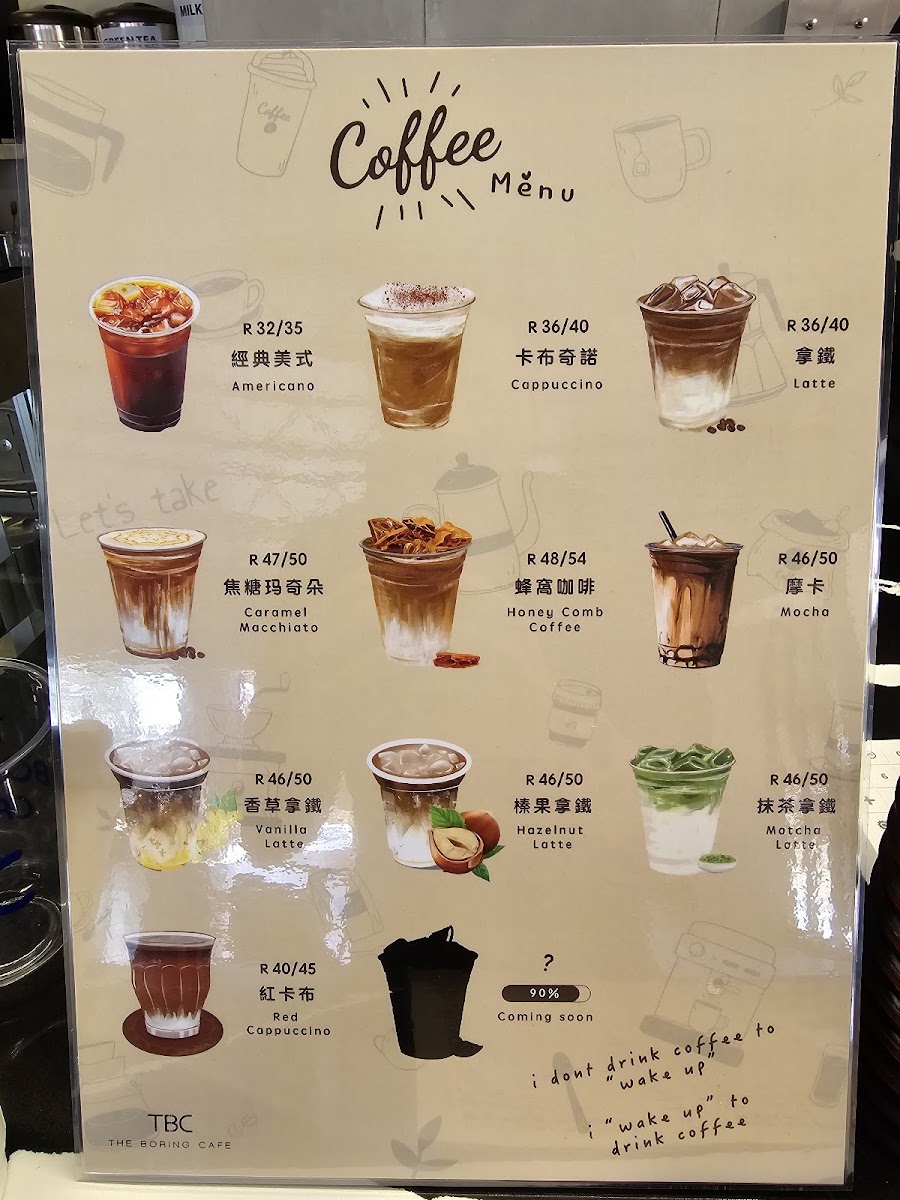 MILK
GREEN TEA
Coffee
Coffee
Menu
R 32/35
經典美式
Americano
R 36/40
卡布奇諾
Cappuccino
R 36/40
拿鐵
Latte
Let's take
R 47/50
焦糖玛奇朵
Caramel
Macchiato
R 48/54
蜂窩咖啡
Honey Comb
Coffee
R 46/50
摩卡
Mocha
R 46/50
香草拿鐵
Vanilla
Latte
R 46/50
榛果拿鐵
Hazelnut
Latte
R 46/50
抹茶拿鐵
Motcha
Latte
R 40/45
紅卡布
Red
Cappuccino
?
90%
Coming soon
i dont drink coffee to
"wake up"
i "wake up" to
drink coffee
TBC
THE BORING CAFE